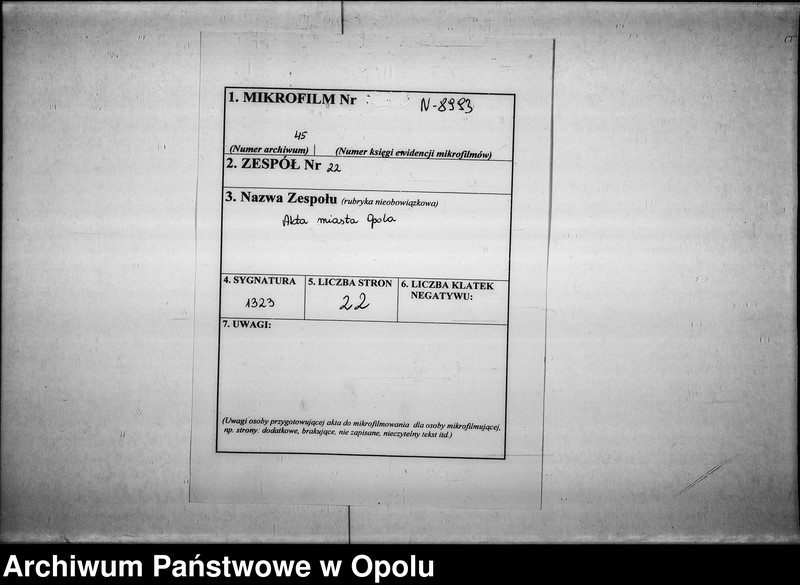 1. MIKROFILM Nr N-8993
45
(Numer archiwum) (Numer księgi ewidencji mikrofilmów)
2. ZESPÓŁ Nr 22
3. Nazwa Zespołu (rubryka nieobowiązkowa)
Akta miasta Opola
4. SYGNATURA 5. LICZBA STRON 6. LICZBA KLATEK
NEGATYWU:
1323 22
7. UWAGI:
(Uwagi osoby przygotowującej akta do mikrofilmowania dla osoby mikrofilmującej,
np. strony: dodatkowe, brakujące, nie zapisane, nieczytelny tekst itd.)
Archiwum Państwowe w Opolu